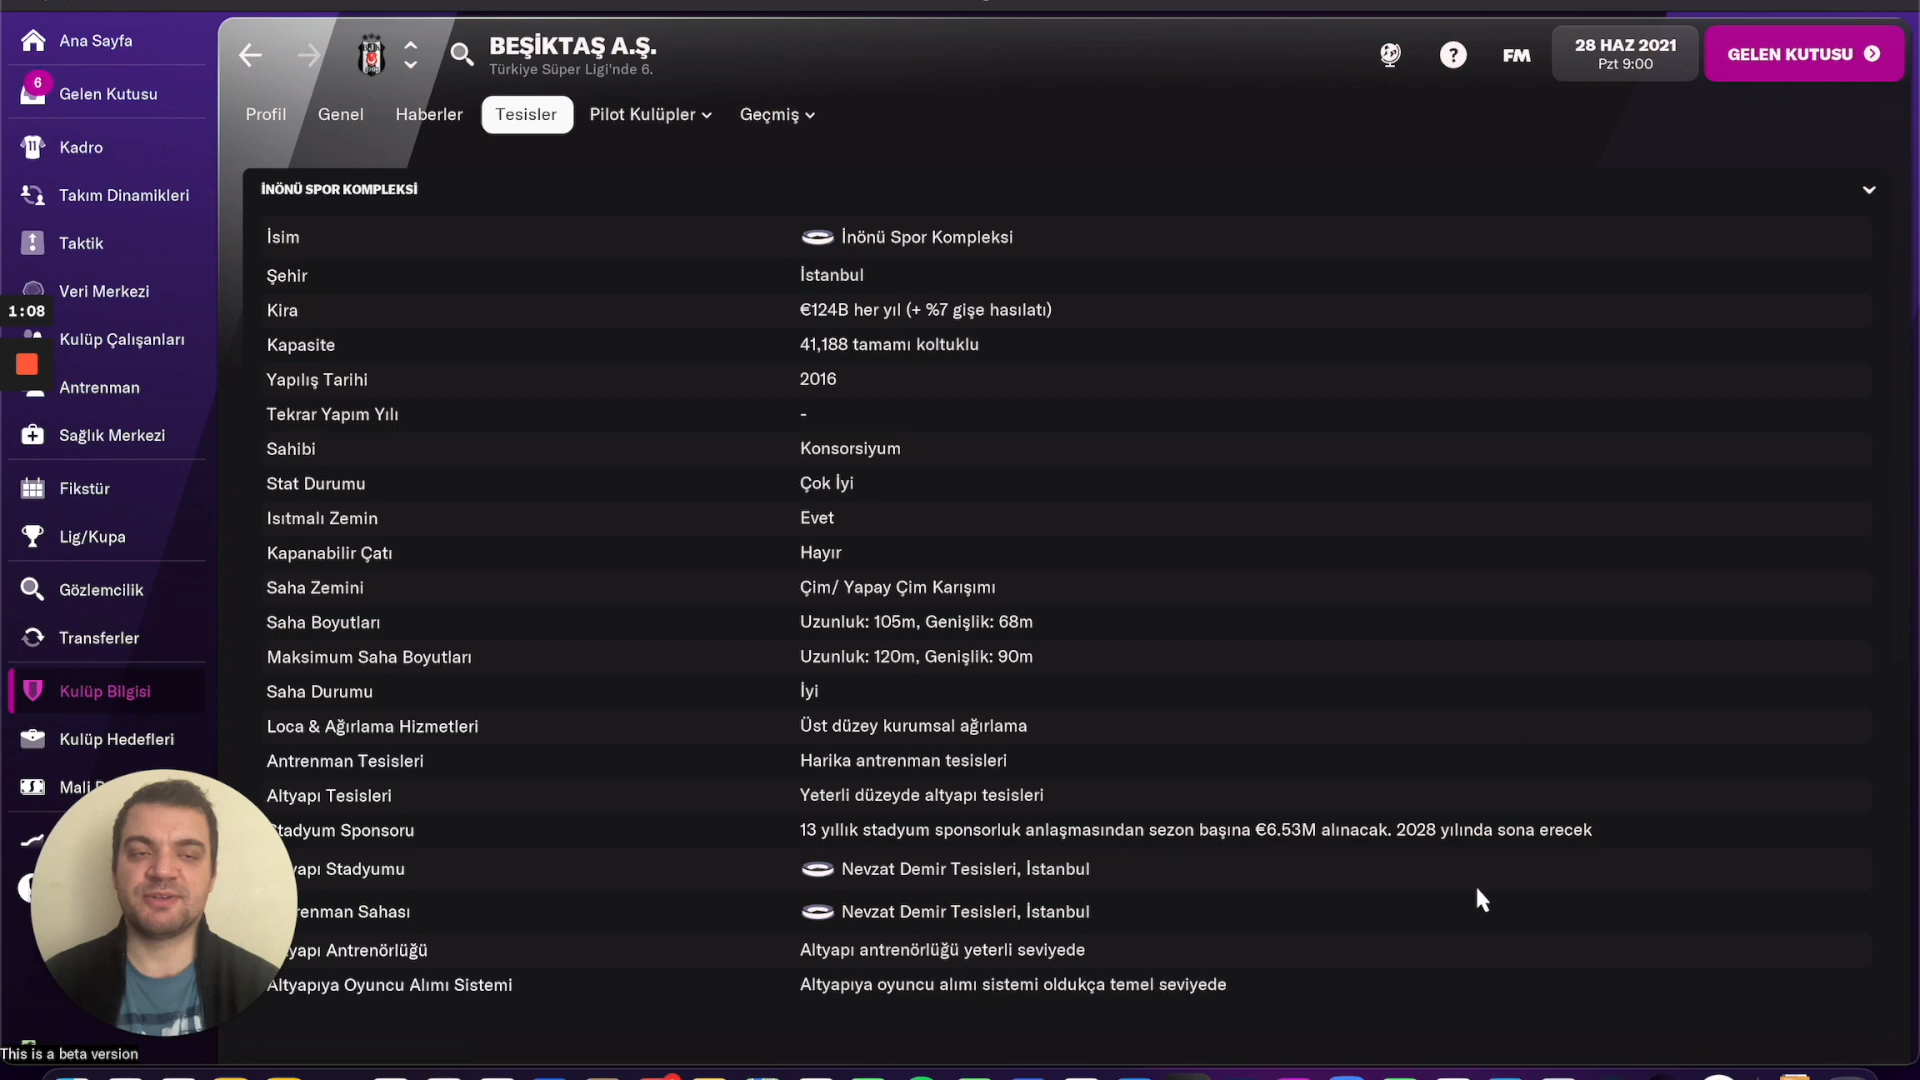 BEŞİKTAŞ A.Ş.
Türkiye Süper Ligi'nde 6.
FM
28 HAZ 2021
Pzt 9:00
GELEN KUTUSU
Profil
Genel
Haberler
Tesisler
Pilot Kulüpler
Geçmiş
Ana Sayfa
6
Gelen Kutusu
11
Kadro
Takım Dinamikleri
Taktik
Veri Merkezi
1:08
Kulüp Çalışanları
Antrenman
Sağlık Merkezi
Fikstür
Lig/Kupa
Gözlemcilik
Transferler
Kulüp Bilgisi
Kulüp Hedefleri
Mali
İNÖNÜ SPOR KOMPLEKSİ
İsim İnönü Spor Kompleksi
Şehir İstanbul
Kira €124B her yıl (+ %7 gişe hasılatı)
Kapasite 41,188 tamamı koltuklu
Yapılış Tarihi 2016
Tekrar Yapım Yılı -
Sahibi Konsorsiyum
Stat Durumu Çok İyi
Isıtmalı Zemin Evet
Kapanabilir Çatı Hayır
Saha Zemini Çim/ Yapay Çim Karışımı
Saha Boyutları Uzunluk: 105m, Genişlik: 68m
Maksimum Saha Boyutları Uzunluk: 120m, Genişlik: 90m
Saha Durumu İyi
Loca & Ağırlama Hizmetleri Üst düzey kurumsal ağırlama
Antrenman Tesisleri Harika antrenman tesisleri
Altyapı Tesisleri Yeterli düzeyde altyapı tesisleri
Stadyum Sponsoru 13 yıllık stadyum sponsorluk anlaşmasından sezon başına €6.53M alınacak. 2028 yılında sona erecek
yapı Stadyumu Nevzat Demir Tesisleri, İstanbul
renman Sahası Nevzat Demir Tesisleri, İstanbul
tyapı Antrenörlüğü Altyapı antrenörlüğü yeterli seviyede
Altyapıya Oyuncu Alımı Sistemi Altyapıya oyuncu alımı sistemi oldukça temel seviyede
This is a beta version